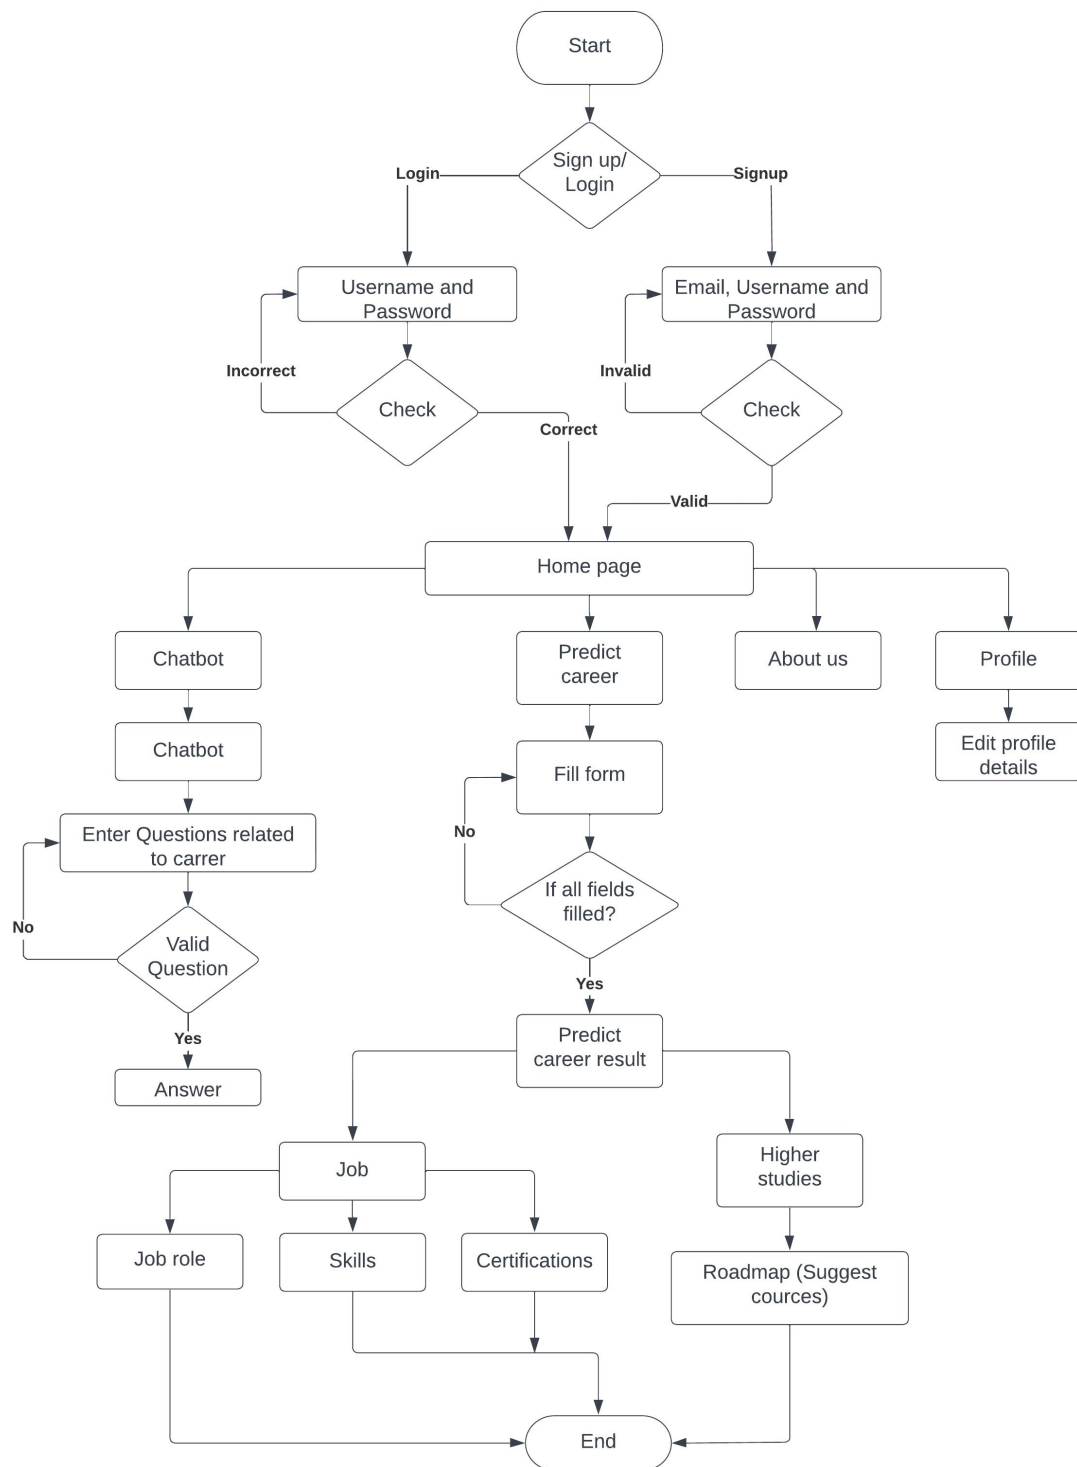 Start
Sign up/
Login
Login
Signup
Username and
Password
Email, Username and
Password
Incorrect
Check
Correct
Invalid
Check
Valid
Home page
Chatbot
Predict
career
About us
Profile
Chatbot
Fill form
Edit profile
details
Enter Questions related
to carrer
No
If all fields
filled?
No
Valid
Question
Yes
Yes
Answer
Predict
career result
Job
Higher
studies
Job role
Skills
Certifications
Roadmap (Suggest
cources)
End